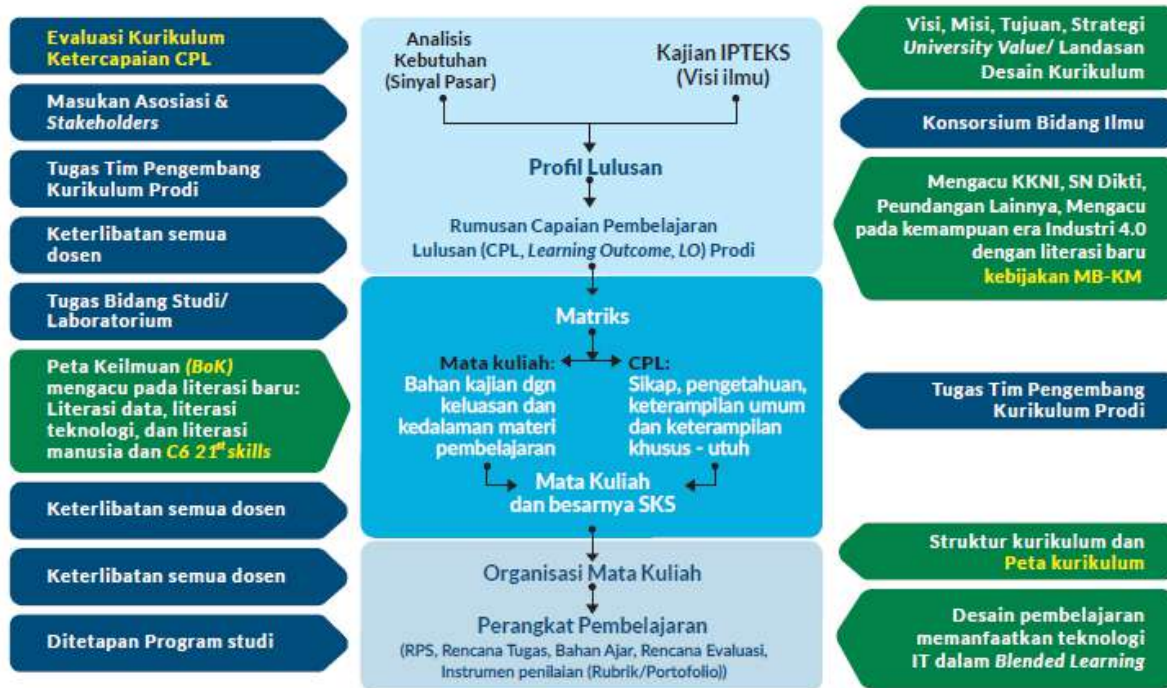 Evaluasi Kurikulum
Ketercapaian CPL
Masukan Asosiasi &
Stakeholders
Tugas Tim Pengembang
Kurikulum Prodi
Keterlibatan semua
dosen
Tugas Bidang Studi/
Laboratorium
Peta Keilmuan (BoK)
mengacu pada literasi baru:
Literasi data, literasi
teknologi, dan literasi
manusia dan C6 21st skills
Keterlibatan semua dosen
Keterlibatan semua dosen
Ditetapan Program studi
Analisis
Kebutuhan
(Sinyal Pasar)
Kajian IPTEKS
(Visi ilmu)
Profil Lulusan
Rumusan Capaian Pembelajaran
Lulusan (CPL, Learning Outcome, LO) Prodi
Matriks
Mata kuliah:
Bahan kajian dgn
keluasan dan
kedalaman materi
pembelajaran
CPL:
Sikap, pengetahuan,
keterampilan umum
dan keterampilan
khusus - utuh
Mata Kuliah
dan besarnya SKS
Organisasi Mata Kuliah
Perangkat Pembelajaran
(RPS, Rencana Tugas, Bahan Ajar, Rencana Evaluasi,
Instrumen penilaian (Rubrik/Portofolio))
Visi, Misi, Tujuan, Strategi
University Value/ Landasan
Desain Kurikulum
Konsorsium Bidang Ilmu
Mengacu KKNI, SN Dikti,
Peundangan Lainnya, Mengacu
pada kemampuan era Industri 4.0
dengan literasi baru
kebijakan MB-KM
Tugas Tim Pengembang
Kurikulum Prodi
Struktur kurikulum dan
Peta kurikulum
Desain pembelajaran
memanfaatkan teknologi
IT dalam Blended Learning